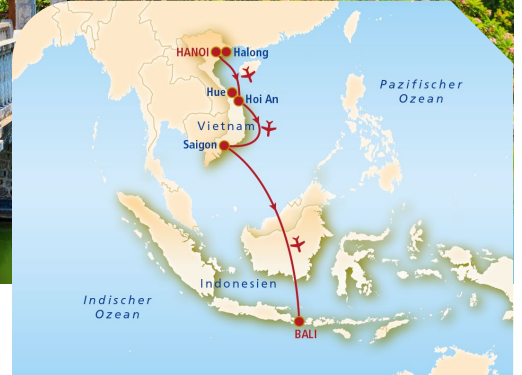 HANOI Halong
Pazifischer
Ozean
Hue
Hoi An
Vietnam
Saigon
Indonesien
Indischer
Ozean
BALI